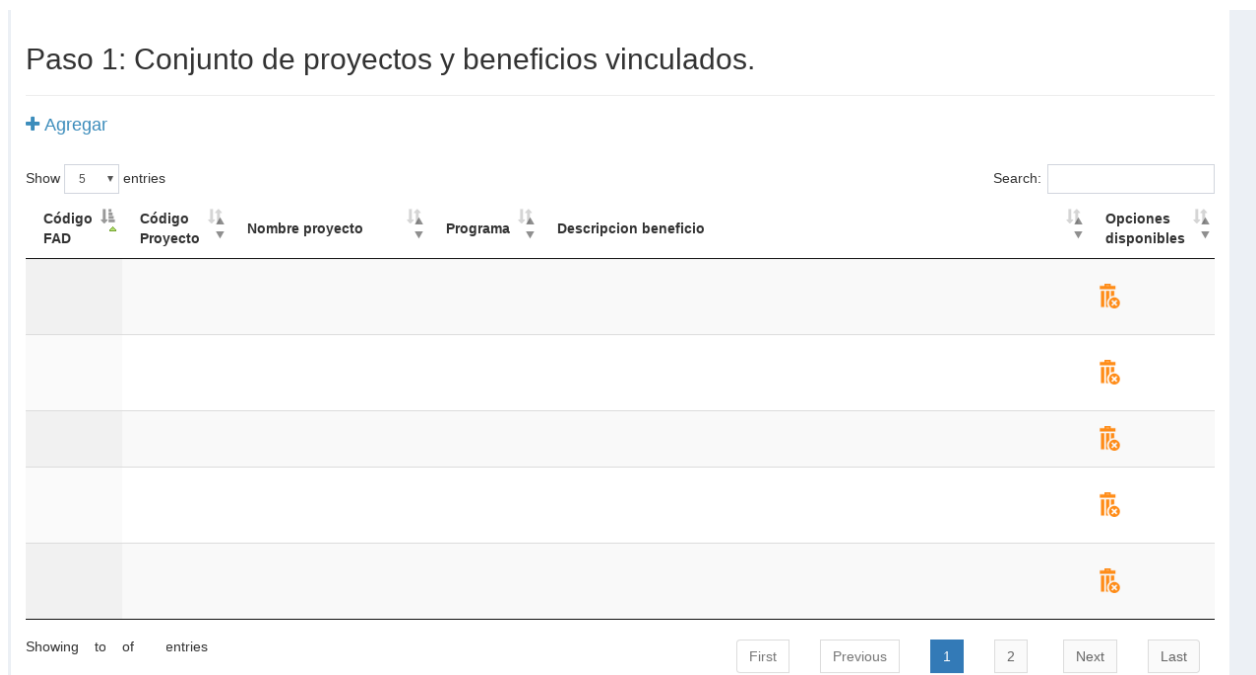 Paso 1: Conjunto de proyectos y beneficios vinculados.
Agregar
Show 5 entries Search:
Código FAD Código Proyecto Nombre proyecto Programa Descripcion beneficio Opciones disponibles
Showing to of entries First Previous 1 2 Next Last